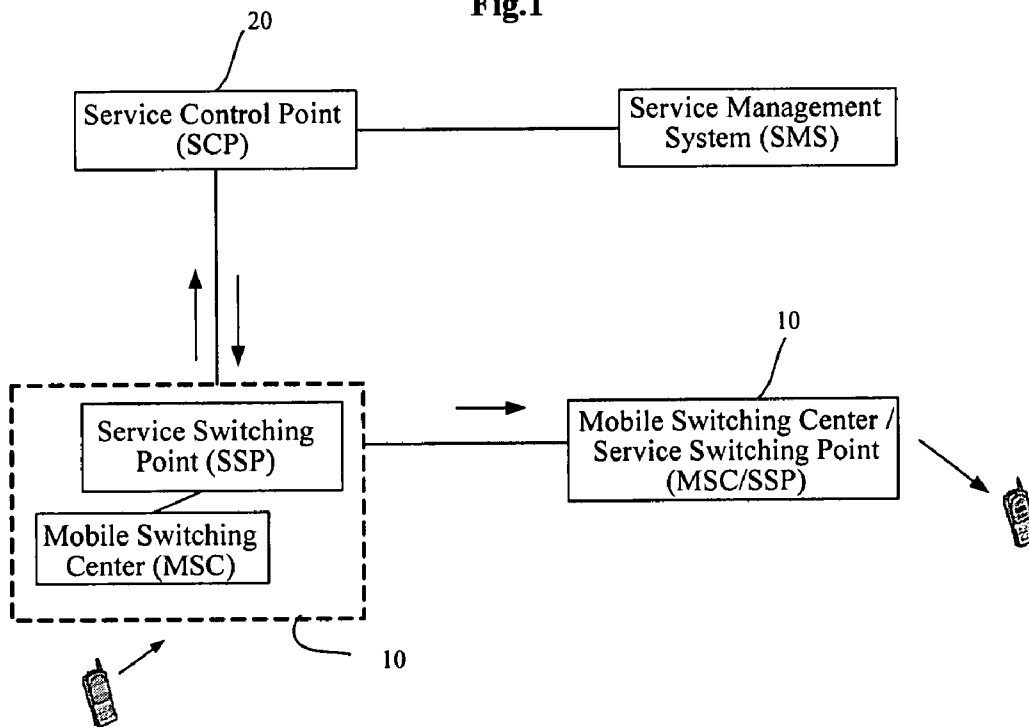 Fig.1
20
Service Control Point
(SCP)
Service Management
System (SMS)
10
Service Switching
Point (SSP)
Mobile Switching Center /
Service Switching Point
(MSC/SSP)
Mobile Switching
Center (MSC)
10